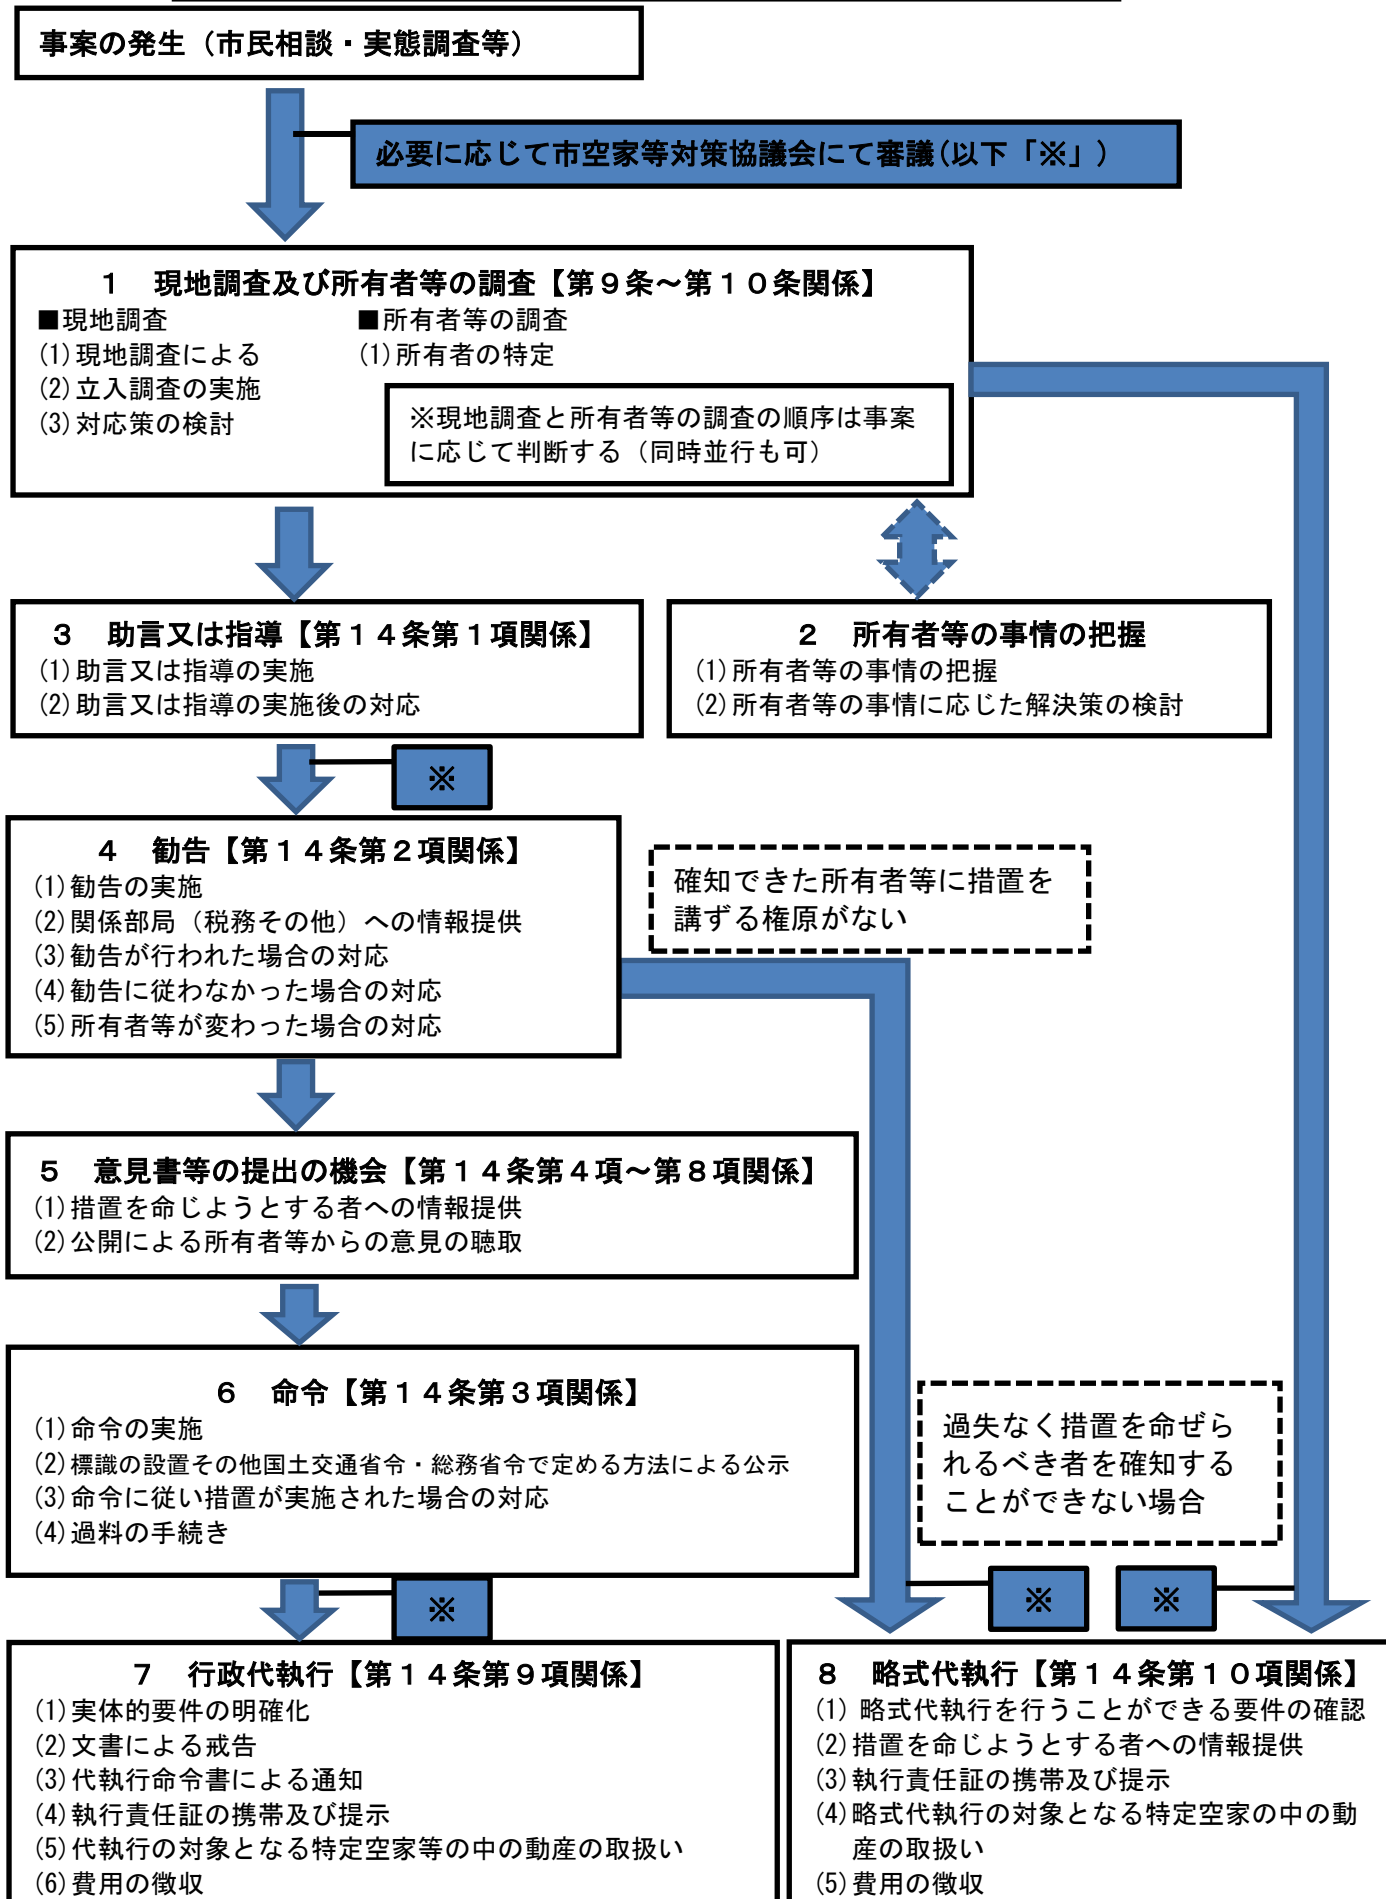 事案の発生（市民相談・実態調査等）
必要に応じて市空家等対策協議会にて審議（以下「※」）
１　現地調査及び所有者等の調査【第９条～第１０条関係】
■現地調査
(1)現地調査による
(2)立入調査の実施
(3)対応策の検討
■所有者等の調査
(1)所有者の特定
※現地調査と所有者等の調査の順序は事案
に応じて判断する（同時並行も可）
３　助言又は指導【第１４条第１項関係】
(1)助言又は指導の実施
(2)助言又は指導の実施後の対応
２　所有者等の事情の把握
(1)所有者等の事情の把握
(2)所有者等の事情に応じた解決策の検討
※
４　勧告【第１４条第２項関係】
(1)勧告の実施
(2)関係部局（税務その他）への情報提供
(3)勧告が行われた場合の対応
(4)勧告に従わなかった場合の対応
(5)所有者等が変わった場合の対応
確知できた所有者等に措置を
講ずる権原がない
５　意見書等の提出の機会【第１４条第４項～第８項関係】
(1)措置を命じようとする者への情報提供
(2)公開による所有者等からの意見の聴取
６　命令【第１４条第３項関係】
(1)命令の実施
(2)標識の設置その他国土交通省令・総務省令で定める方法による公示
(3)命令に従い措置が実施された場合の対応
(4)過料の手続き
過失なく措置を命ぜら
れるべき者を確知する
ことができない場合
※
※
※
７　行政代執行【第１４条第９項関係】
(1)実体的要件の明確化
(2)文書による戒告
(3)代執行命令書による通知
(4)執行責任証の携帯及び提示
(5)代執行の対象となる特定空家等の中の動産の取扱い
(6)費用の徴収
８　略式代執行【第１４条第１０項関係】
(1) 略式代執行を行うことができる要件の確認
(2)措置を命じようとする者への情報提供
(3)執行責任証の携帯及び提示
(4)略式代執行の対象となる特定空家の中の動
産の取扱い
(5)費用の徴収